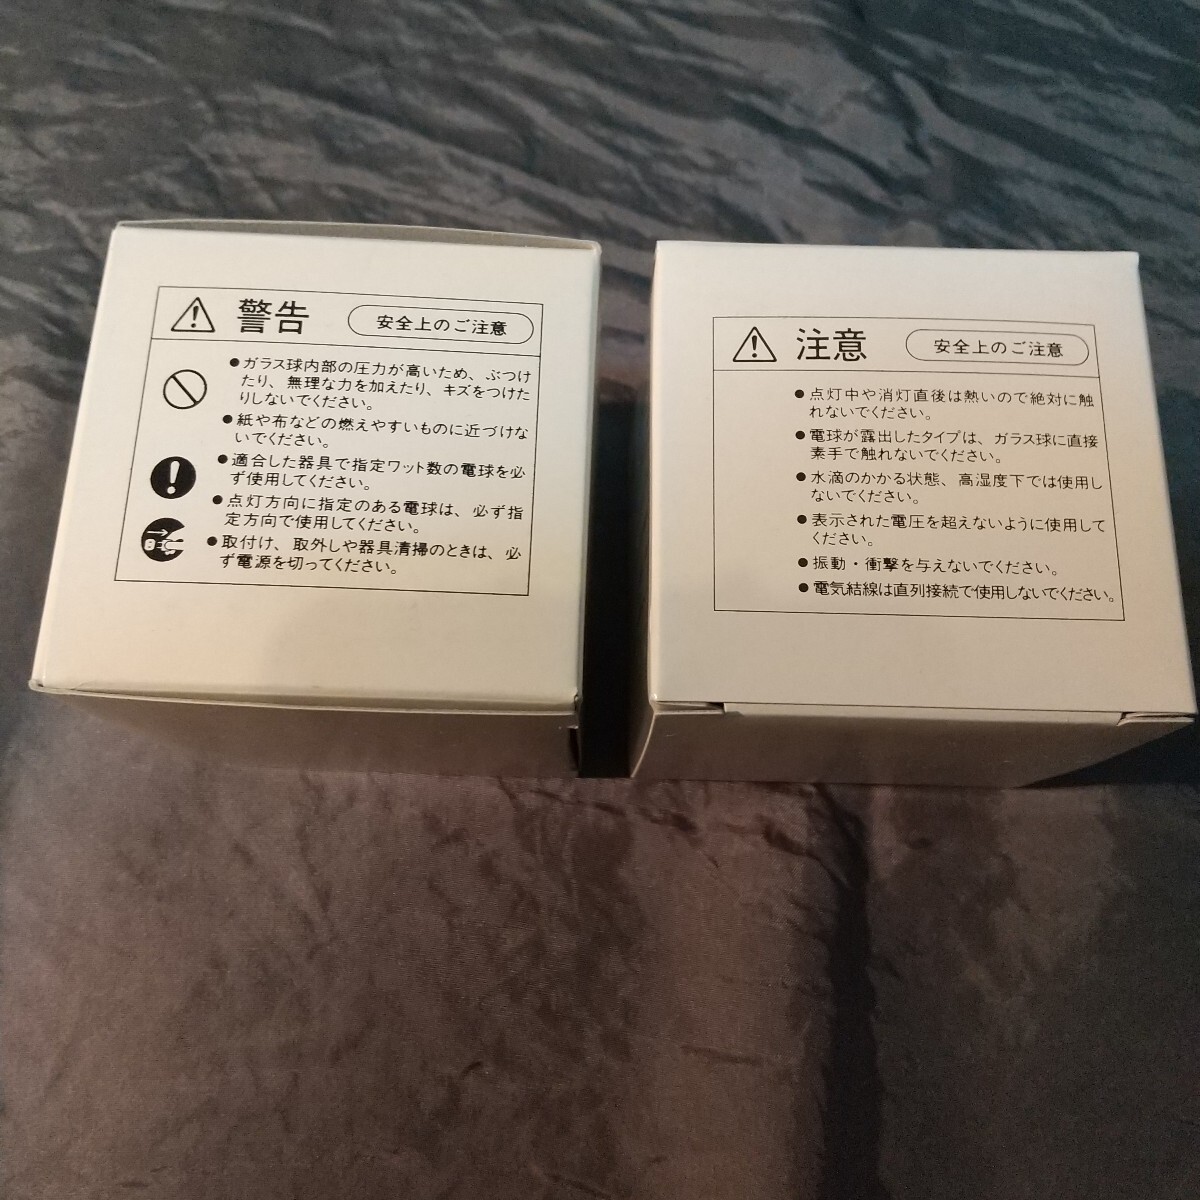 警告 安全上のご注意
●ガラス球内部の圧力が高いため、ぶつけ
たり、無理な力を加えたり、キズをつけた
りしないでください。
●紙や布などの燃えやすいものに近づけな
いでください。
●適合した器具で指定ワット数の電球を必
ず使用してください。
●点灯方向に指定のある電球は、必ず指
定方向で使用してください。
●取付け、取外しや器具清掃のときは、必
ず電源を切ってください。
注意 安全上のご注意
●点灯中や消灯直後は熱いので絶対に触
れないでください。
●電球が露出したタイプは、ガラス球に直接
素手で触れないでください。
●水滴のかかる状態、高湿度下では使用し
ないでください。
●表示された電圧を超えないように使用して
ください。
●振動・衝撃を与えないでください。
●電気結線は直列接続で使用しないでください。